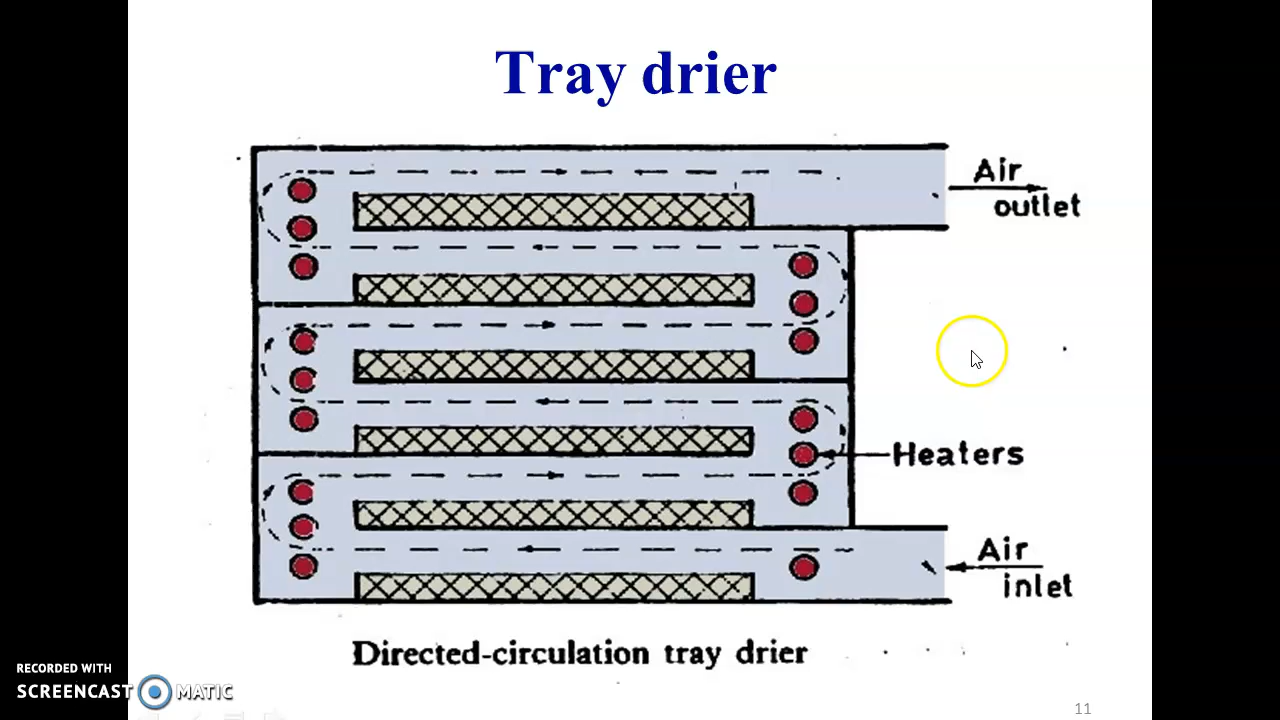 Tray drier
Air
outlet
Heaters
Air
inlet
Directed-circulation tray drier
RECORDED WITH
SCREENCAST MATIC
11